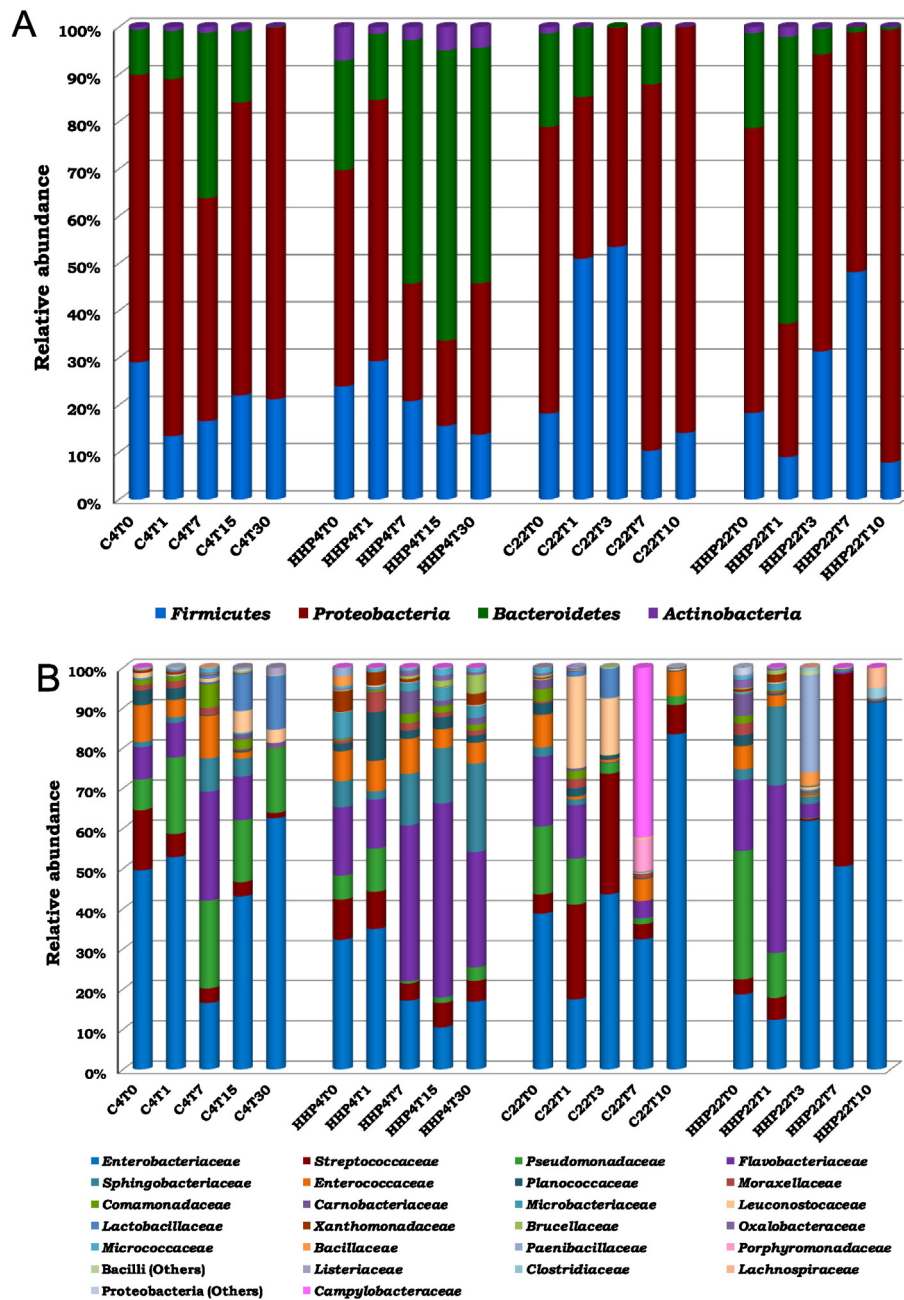 A
100%
90%
80%
70%
60%
50%
40%
30%
20%
10%
0%
Relative abundance
C4T0 C4T1 C4T7 C4T15 C4T30 HHP4T0 HHP4T1 HHP4T7 HHP4T15 HHP4T30 C22T0 C22T1 C22T3 C22T7 C22T10 HHP22T0 HHP22T1 HHP22T3 HHP22T7 HHP22T10
Firmicutes Proteobacteria Bacteroidetes Actinobacteria
B
100%
90%
80%
70%
60%
50%
40%
30%
20%
10%
0%
Relative abundance
C4T0 C4T1 C4T7 C4T15 C4T30 HHP4T0 HHP4T1 HHP4T7 HHP4T15 HHP4T30 C22T0 C22T1 C22T3 C22T7 C22T10 HHP22T0 HHP22T1 HHP22T3 HHP22T7 HHP22T10
Enterobacteriaceae Streptococcaceae Pseudomonadaceae Flavobacteriaceae
Sphingobacteriaceae Enterococcaceae Planococcaceae Moraxellaceae
Comamonadaceae Carnobacteriaceae Microbacteriaceae Leuconostocaceae
Lactobacillaceae Xanthomonadaceae Brucellaceae Oxalobacteraceae
Micrococcaceae Bacillaceae Paenibacillaceae Porphyromonadaceae
Bacilli (Others) Listeriaceae Clostridiaceae Lachnospiraceae
Proteobacteria (Others) Campylobacteraceae